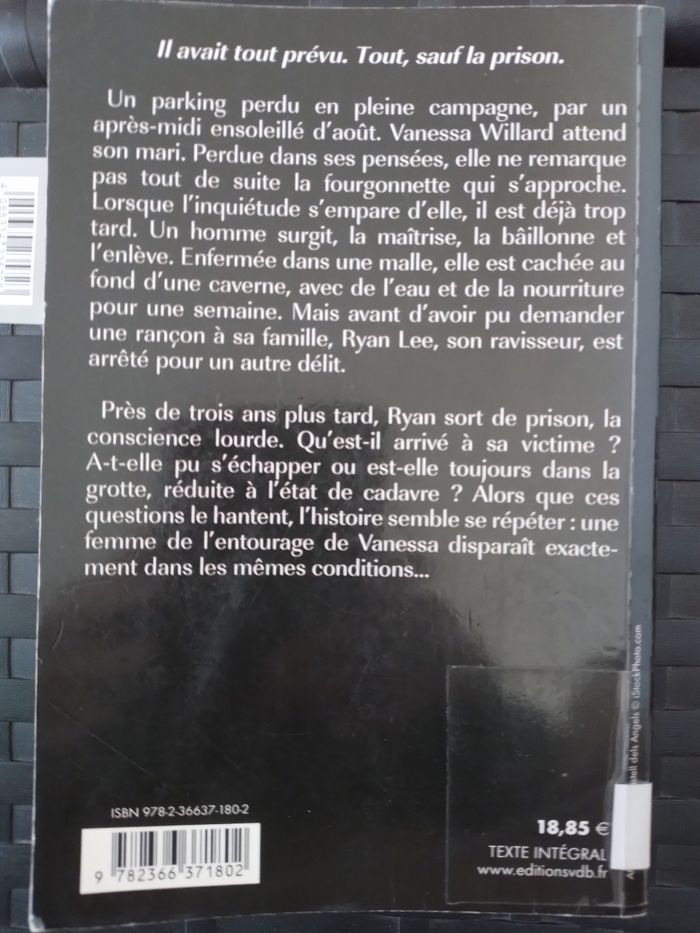 Il avait tout prévu. Tout, sauf la prison.
Un parking perdu en pleine campagne, par un
après-midi ensoleillé d'août. Vanessa Willard attend
son mari. Perdue dans ses pensées, elle ne remarque
pas tout de suite la fourgonnette qui s'approche.
Lorsque l'inquiétude s'empare d'elle, il est déjà trop
tard. Un homme surgit, la maîtrise, la bâillonne et
l'enlève. Enfermée dans une malle, elle est cachée au
fond d'une caverne, avec de l'eau et de la nourriture
pour une semaine. Mais avant d'avoir pu demander
une rançon à sa famille, Ryan Lee, son ravisseur, est
arrêté pour un autre délit.
Près de trois ans plus tard, Ryan sort de prison, la
conscience lourde. Qu'est-il arrivé à sa victime ?
A-t-elle pu s'échapper ou est-elle toujours dans la
grotte, réduite à l'état de cadavre ? Alors que ces
questions le hantent, l'histoire semble se répéter : une
femme de l'entourage de Vanessa disparaît exacte-
ment dans les mêmes conditions...
dels Angels © iStockPhoto.com
ISBN 978-2-36637-180-2
9 782366 371802
18,85 €
TEXTE INTÉGRAL
www.editionsvdb.fr